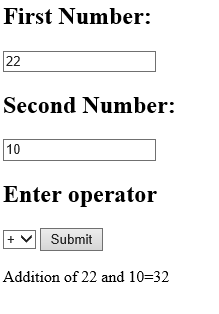 First Number:
22
Second Number:
10
Enter operator
+ Submit
Addition of 22 and 10=32